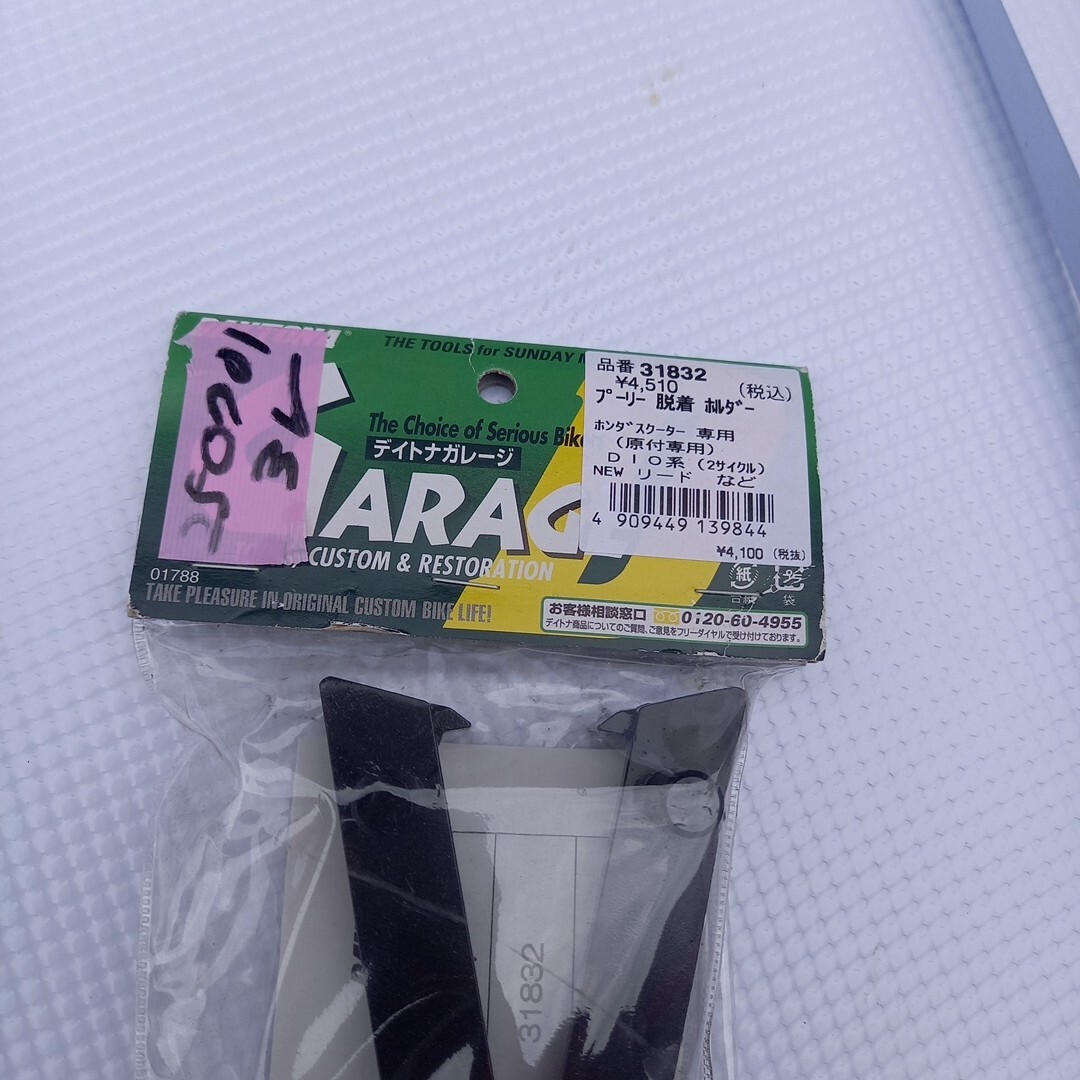 DAYTONA®
THE TOOLS for SUNDAY M
The Choice of Serious Bike
デイトナガレージ
GARAG
CUSTOM & RESTORATION
01788
TAKE PLEASURE IN ORIGINAL CUSTOM BIKE LIFE!
品番 31832
¥4,510 (税込)
プーリー 脱着 ホルダー
ホンダスクーター 専用
(原付専用)
DIO系 (2サイクル)
NEW リード など
4 909449 139844
¥4,100 (税抜)
紙
台紙
袋
お客様相談窓口 0120-60-4955
デイトナ商品についてのご質問、ご意見をフリーダイヤルで受け付けております。
31832